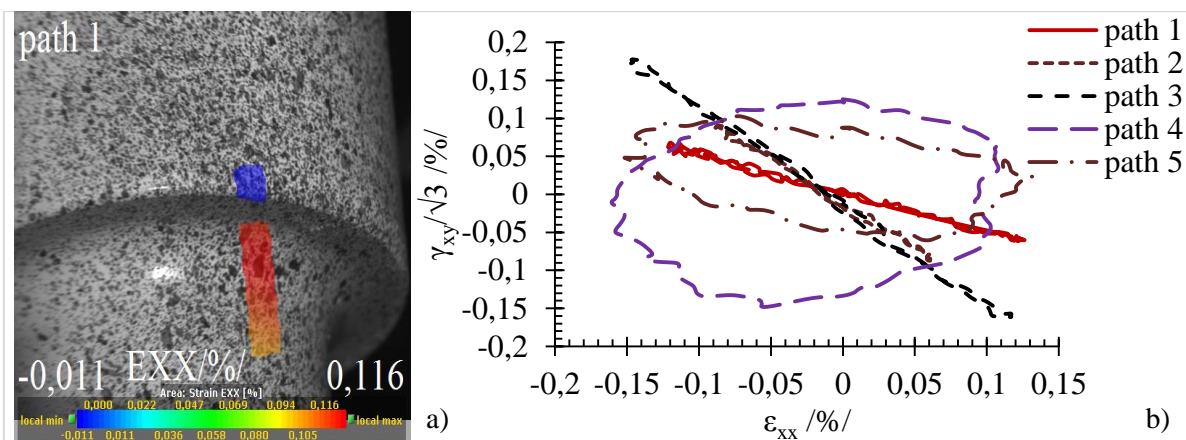 path 1
-0,011 EXX/%/ 0,116
Area: Strain EXX [%]
0,000 0,022 0,047 0,069 0,094 0,116
local min local max
-0,011 0,011 0,036 0,058 0,080 0,105
a)
γxy/√3 /%/
0,2
0,15
0,1
0,05
0
-0,05
-0,1
-0,15
-0,2
-0,2 -0,15 -0,1 -0,05 0 0,05 0,1 0,15
εxx /%/
path 1
path 2
path 3
path 4
path 5
b)